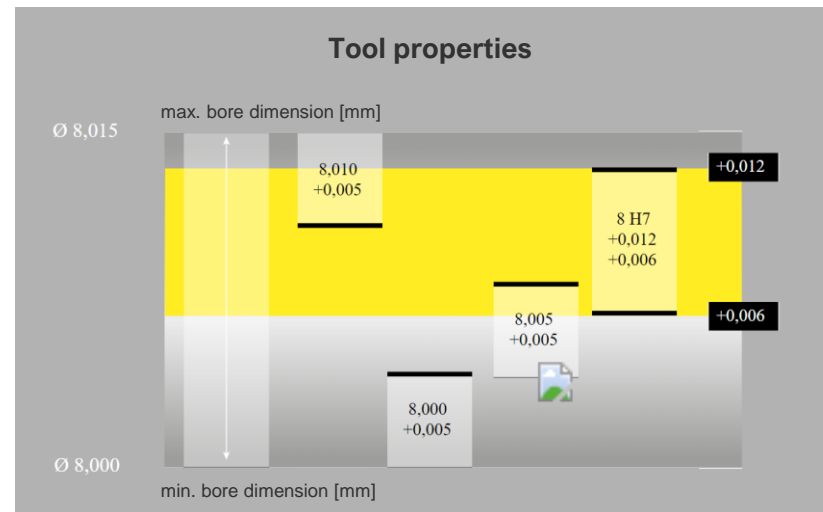 Tool properties
max. bore dimension [mm]
Ø 8,015
8,010
+0,005
+0,012
8 H7
+0,012
+0,006
8,005
+0,005
+0,006
8,000
+0,005
Ø 8,000
min. bore dimension [mm]